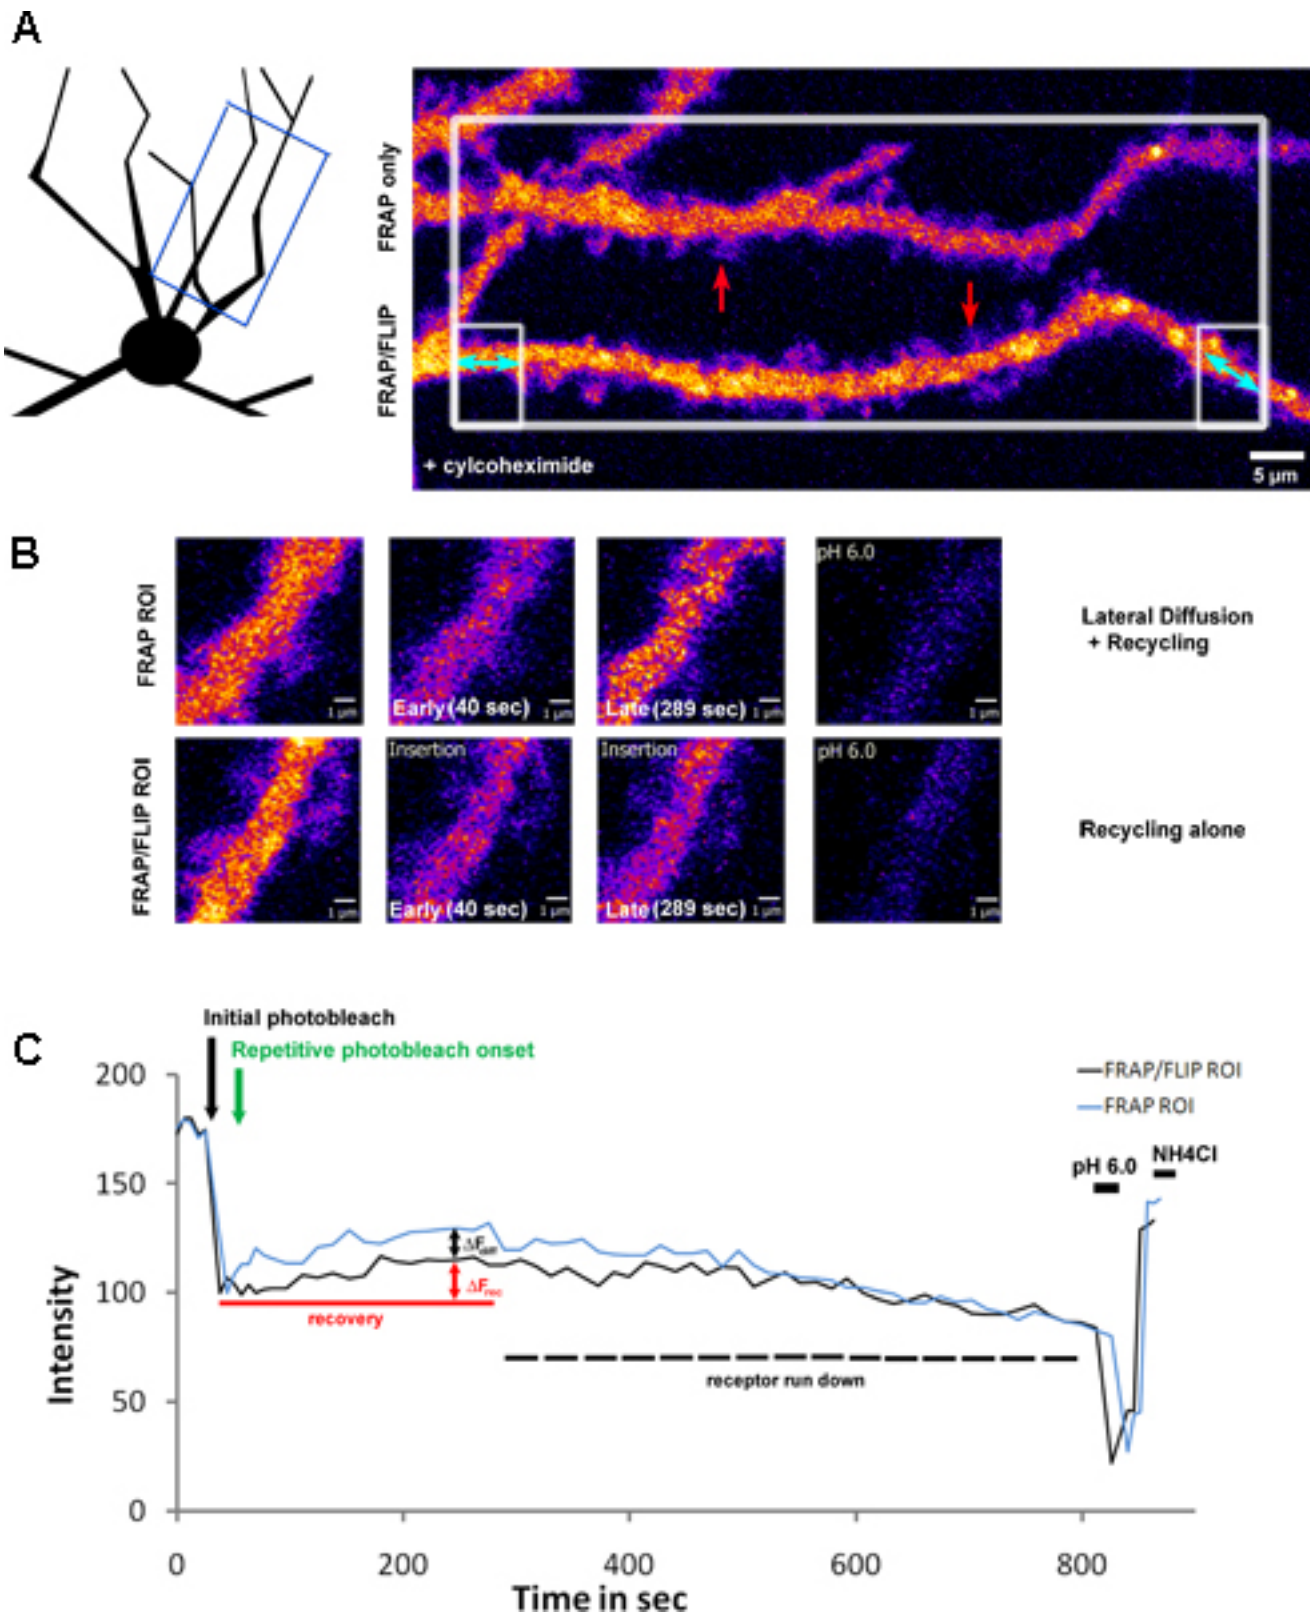 A
FRAP only
FRAP/FLIP
+ cylcoheximide
5 µm
B
FRAP ROI
1 µm
Early (40 sec) 1 µm
Late (289 sec) 1 µm
pH 6.0
1 µm
Lateral Diffusion
+ Recycling
FRAP/FLIP ROI
1 µm
Insertion
Early (40 sec) 1 µm
Insertion
Late (289 sec) 1 µm
pH 6.0
1 µm
Recycling alone
C
Initial photobleach
Repetitive photobleach onset
FRAP/FLIP ROI
FRAP ROI
pH 6.0
NH4Cl
ΔFdiff
ΔFrec
recovery
receptor run down
Intensity
200
150
100
50
0
0
200
400
600
800
Time in sec